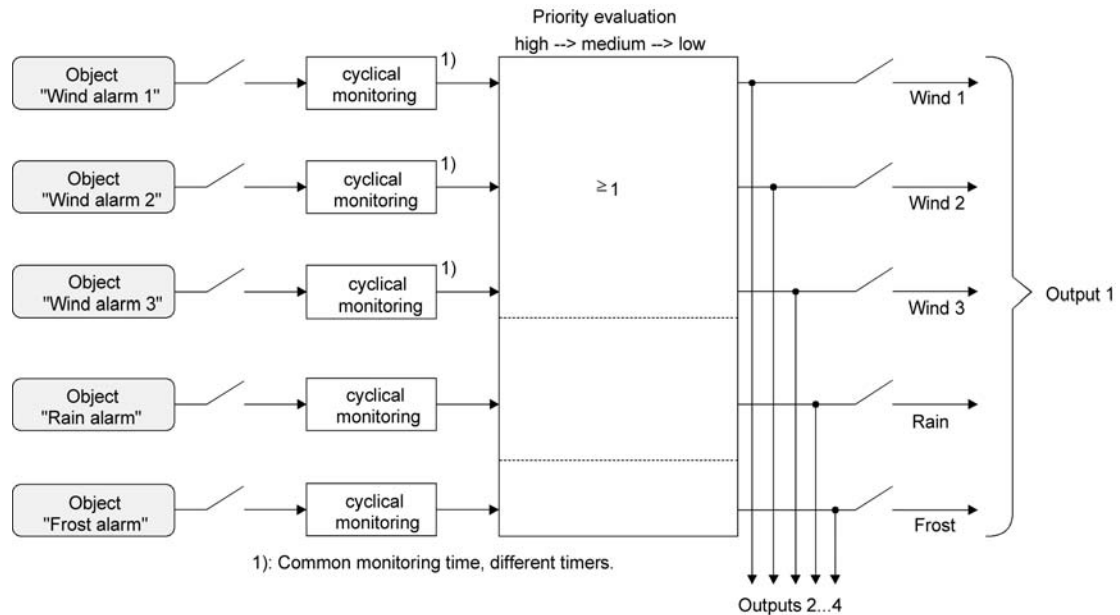 Priority evaluation
high --> medium --> low
Object
"Wind alarm 1"
cyclical
monitoring
1)
Wind 1
Object
"Wind alarm 2"
cyclical
monitoring
1)
≥1
Wind 2
Object
"Wind alarm 3"
cyclical
monitoring
1)
Wind 3
Output 1
Object
"Rain alarm"
cyclical
monitoring
Rain
Object
"Frost alarm"
cyclical
monitoring
Frost
1): Common monitoring time, different timers.
Outputs 2...4